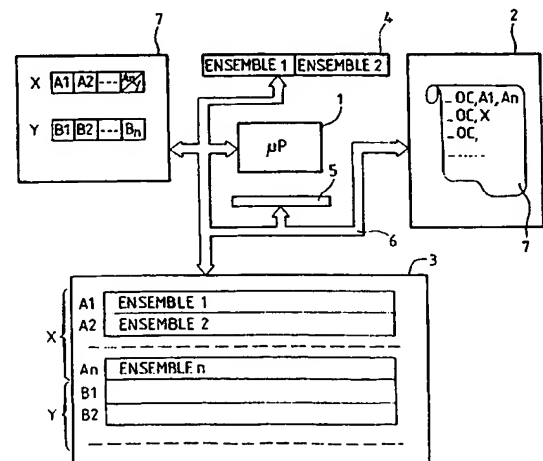 7
4
2
X A1 A2 --- An
Y B1 B2 --- Bn
ENSEMBLE 1 ENSEMBLE 2
1
µP
5
6
_ OC, A1, An
_ OC, X
_ OC,
......
7
3
X
A1 ENSEMBLE 1
A2 ENSEMBLE 2
An ENSEMBLE n
Y
B1
B2